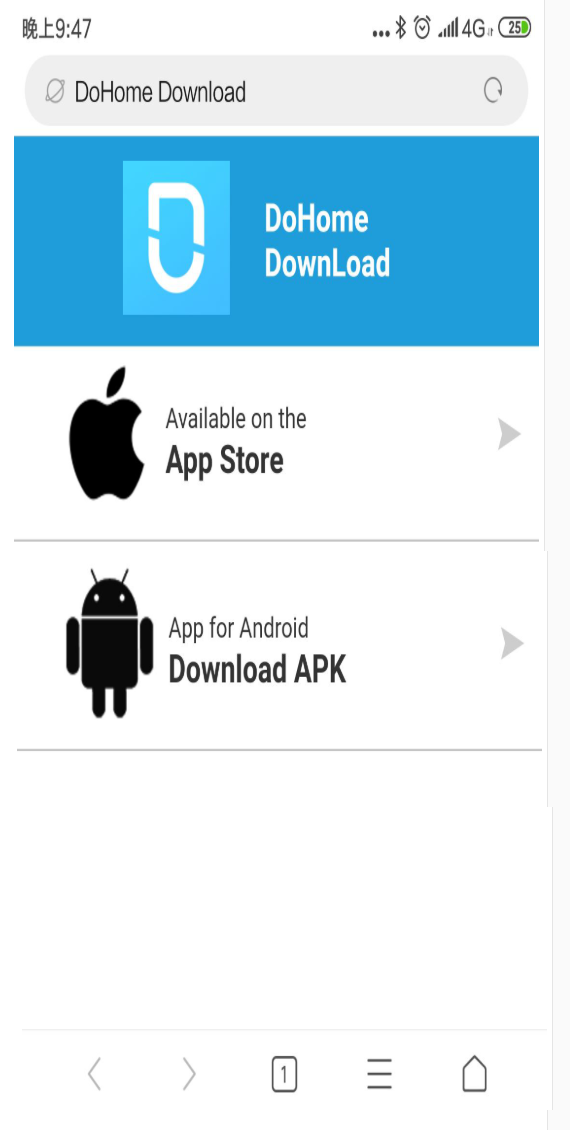 晚上9:47
4G
25
DoHome Download
DoHome
DownLoad
Available on the
App Store
App for Android
Download APK
1